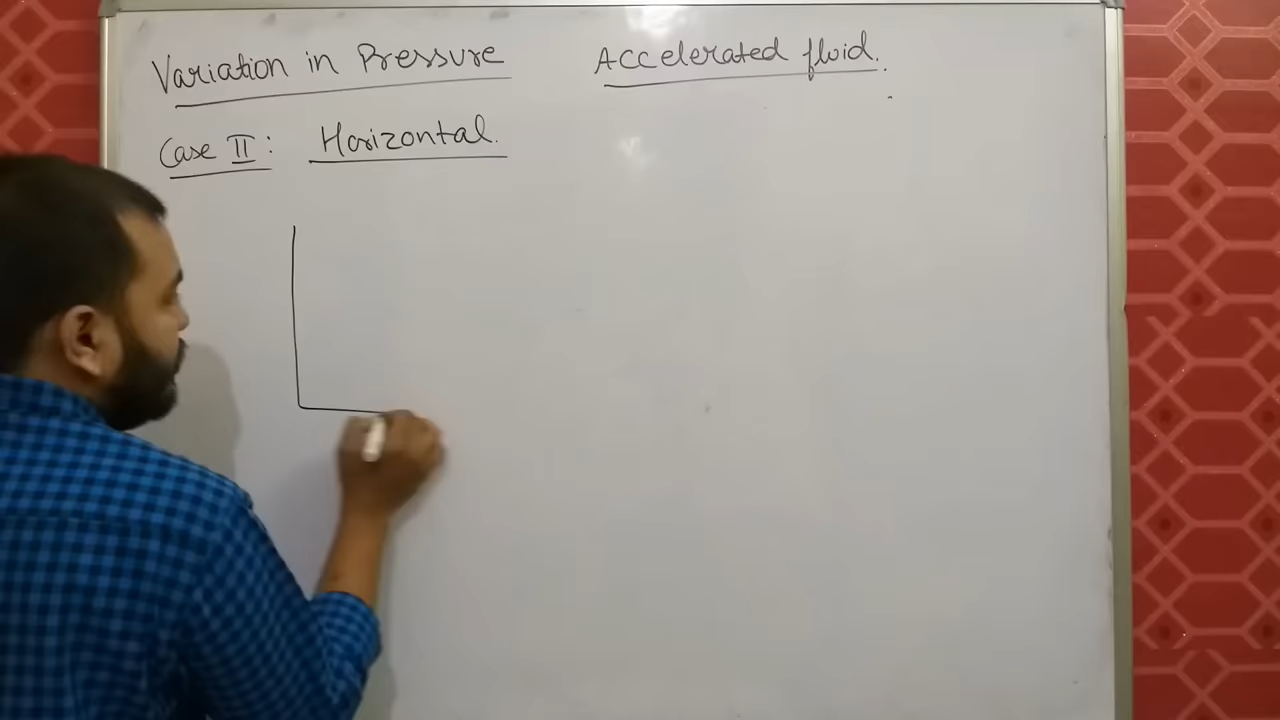 Variation in Pressure Accelerated fluid.
Case II: Horizontal.